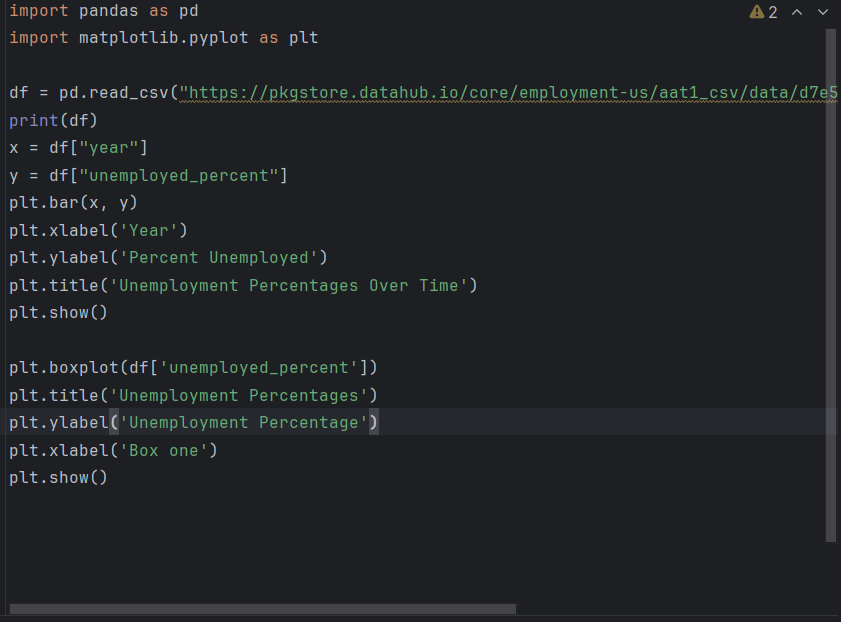 import pandas as pd
2
import matplotlib.pyplot as plt
df = pd.read_csv("https://pkgstore.datahub.io/core/employment-us/aat1_csv/data/d7e5
print(df)
x = df["year"]
y = df["unemployed_percent"]
plt.bar(x, y)
plt.xlabel('Year')
plt.ylabel('Percent Unemployed')
plt.title('Unemployment Percentages Over Time')
plt.show()
plt.boxplot(df['unemployed_percent'])
plt.title('Unemployment Percentages')
plt.ylabel('Unemployment Percentage')
plt.xlabel('Box one')
plt.show()